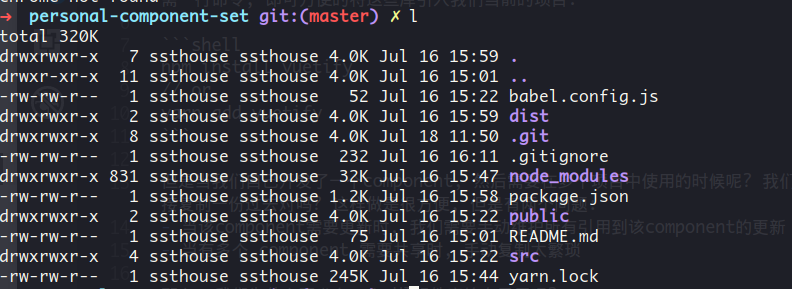 → personal-component-set git:(master) ✗ l
total 320K
drwxrwxr-x 7 ssthouse ssthouse 4.0K Jul 16 15:59 .
drwxr-xr-x 11 ssthouse ssthouse 4.0K Jul 16 15:01 ..
-rw-rw-r-- 1 ssthouse ssthouse 52 Jul 16 15:22 babel.config.js
drwxrwxr-x 2 ssthouse ssthouse 4.0K Jul 16 15:59 dist
drwxrwxr-x 8 ssthouse ssthouse 4.0K Jul 18 11:50 .git
-rw-rw-r-- 1 ssthouse ssthouse 232 Jul 16 16:11 .gitignore
drwxrwxr-x 831 ssthouse ssthouse 32K Jul 16 15:47 node_modules
-rw-rw-r-- 1 ssthouse ssthouse 1.2K Jul 16 15:58 package.json
drwxrwxr-x 2 ssthouse ssthouse 4.0K Jul 16 15:22 public
-rw-rw-r-- 1 ssthouse ssthouse 75 Jul 16 15:01 README.md
drwxrwxr-x 4 ssthouse ssthouse 4.0K Jul 16 15:22 src
-rw-rw-r-- 1 ssthouse ssthouse 245K Jul 16 15:44 yarn.lock